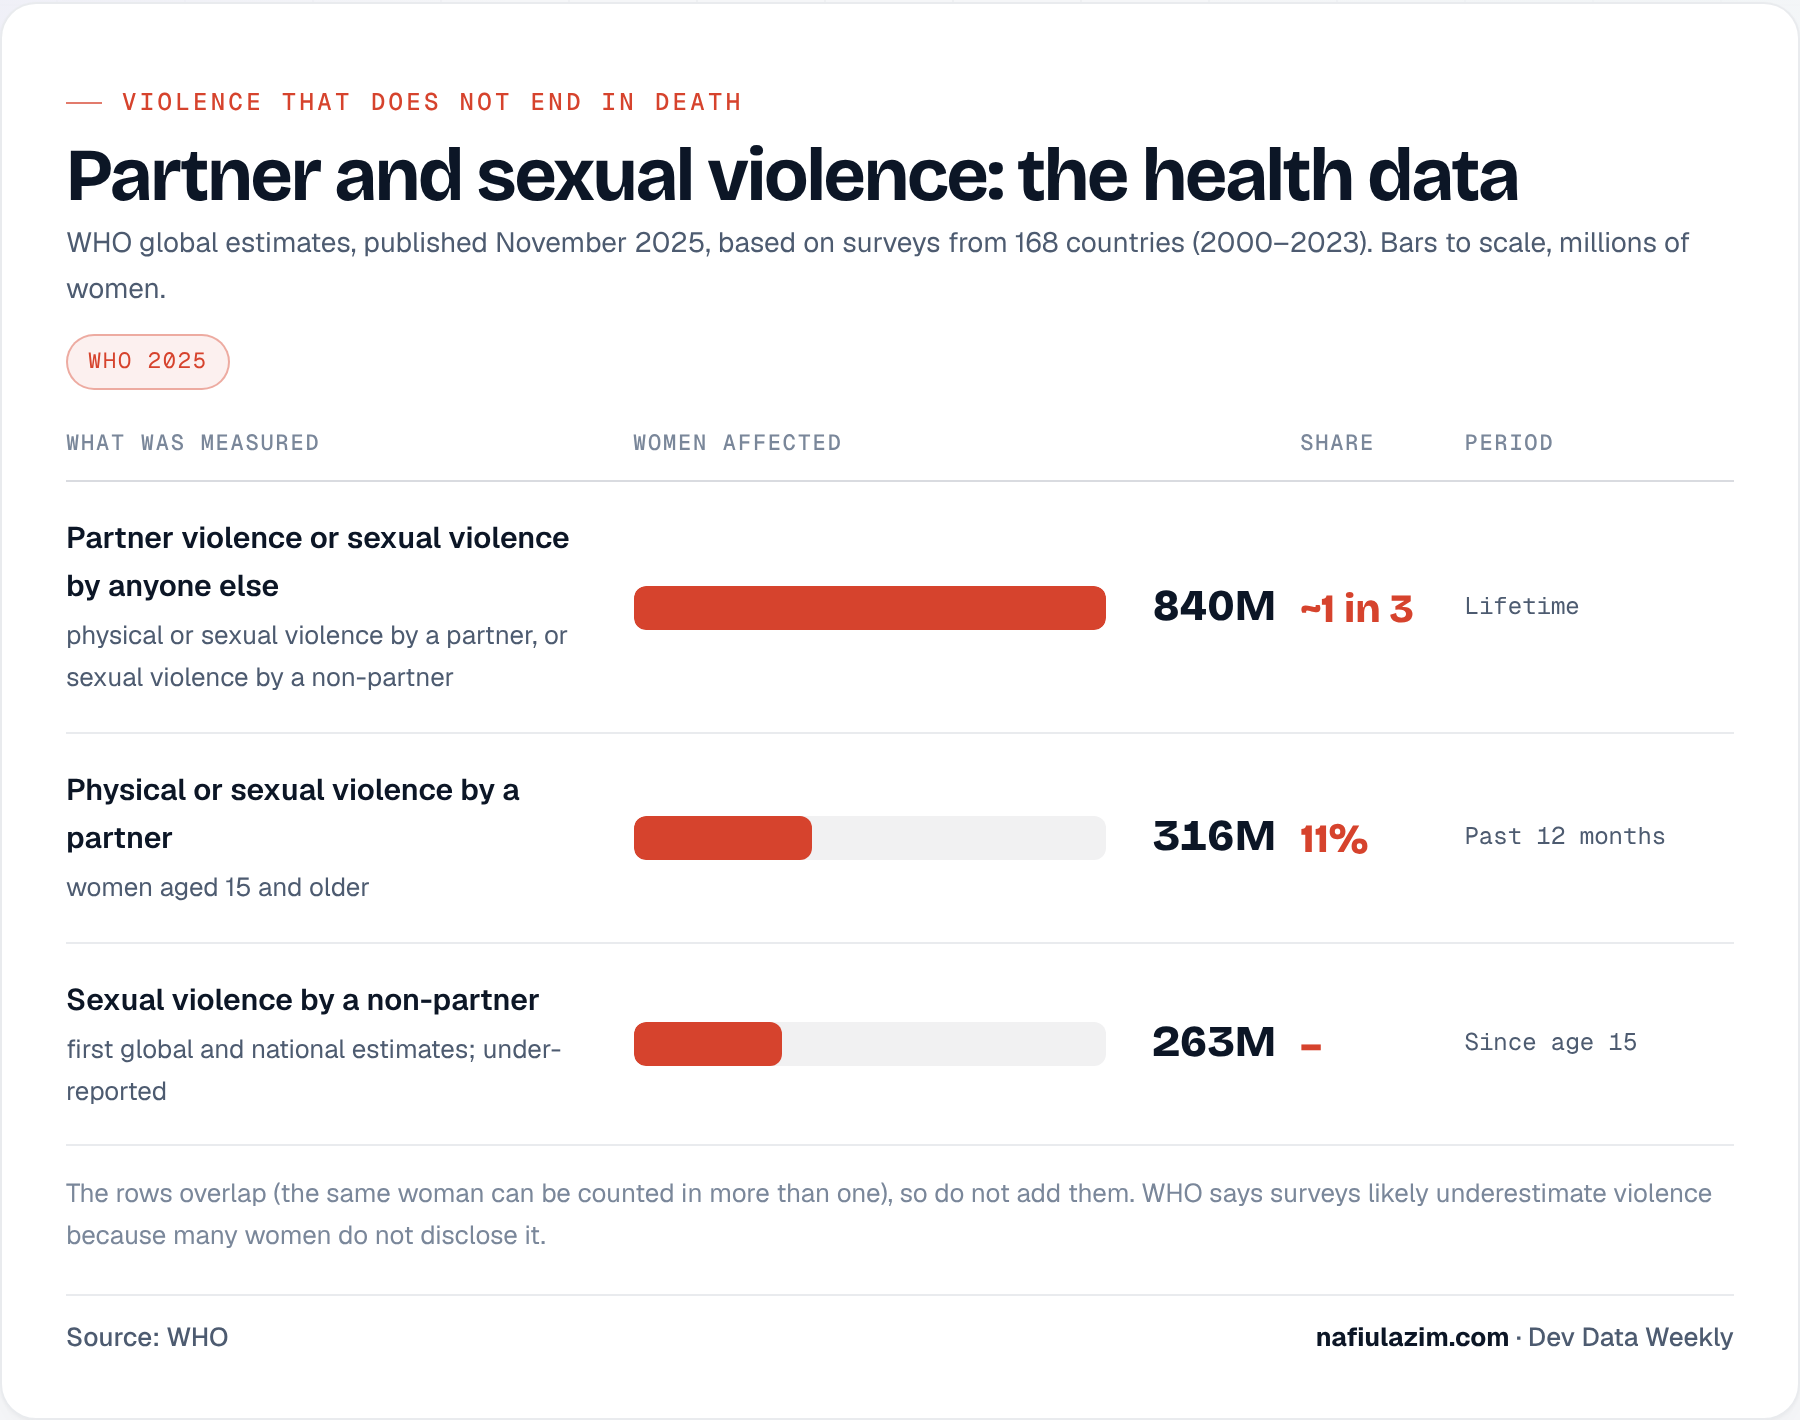 VIOLENCE THAT DOES NOT END IN DEATH
Partner and sexual violence: the health data
WHO global estimates, published November 2025, based on surveys from 168 countries (2000–2023). Bars to scale, millions of
women.
WHO 2025
WHAT WAS MEASURED WOMEN AFFECTED SHARE PERIOD
Partner violence or sexual violence
by anyone else
physical or sexual violence by a partner, or
sexual violence by a non-partner
840M ~1 in 3 Lifetime
Physical or sexual violence by a
partner
women aged 15 and older
316M 11% Past 12 months
Sexual violence by a non-partner
first global and national estimates; under-
reported
263M – Since age 15
The rows overlap (the same woman can be counted in more than one), so do not add them. WHO says surveys likely underestimate violence
because many women do not disclose it.
Source: WHO
nafiulazim.com · Dev Data Weekly